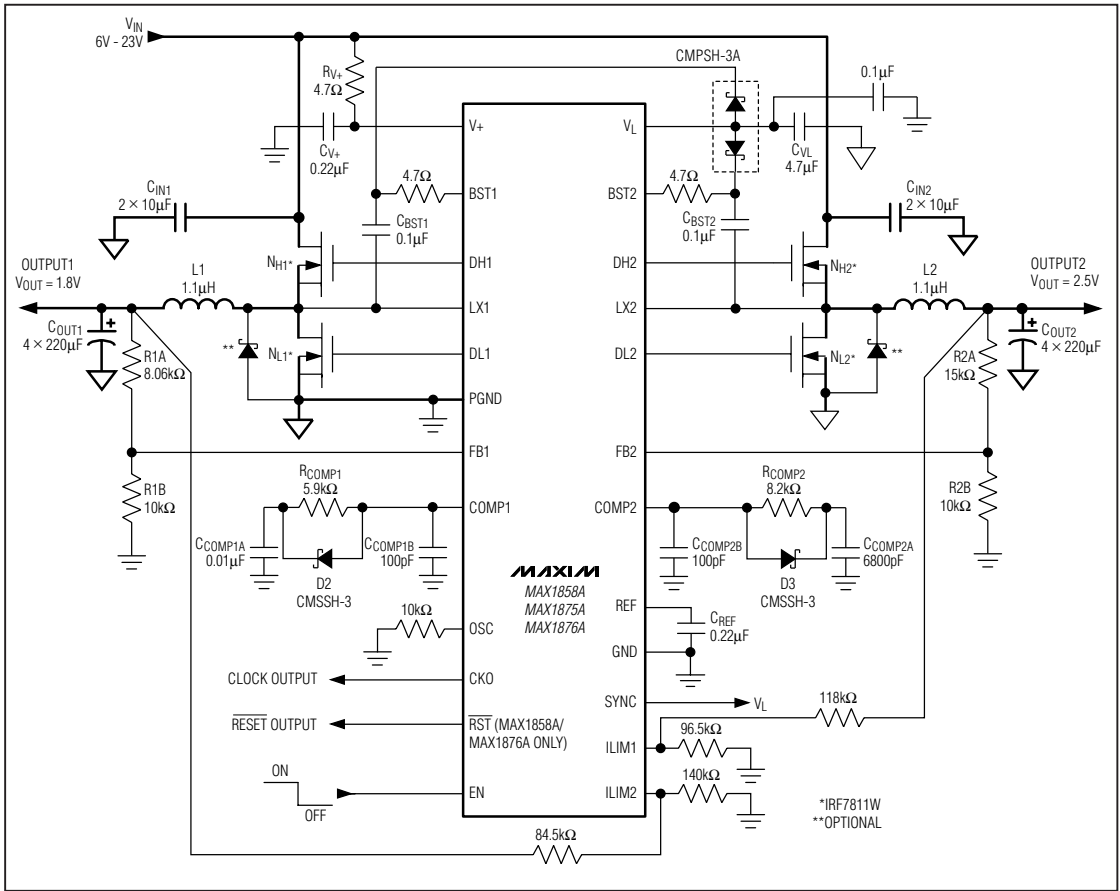 VIN
6V - 23V
RV+
4.7Ω
CMPSH-3A
0.1µF
V+
VL
CV+
0.22µF
CVL
4.7µF
4.7Ω
BST1
BST2
4.7Ω
CIN1
2 × 10µF
CBST1
0.1µF
CBST2
0.1µF
CIN2
2 × 10µF
OUTPUT1
VOUT = 1.8V
L1
1.1µH
NH1*
DH1
DH2
NH2*
L2
1.1µH
OUTPUT2
VOUT = 2.5V
LX1
LX2
COUT1
4 × 220µF
R1A
8.06kΩ
**
NL1*
DL1
DL2
NL2*
**
R2A
15kΩ
COUT2
4 × 220µF
PGND
FB1
FB2
R1B
10kΩ
RCOMP1
5.9kΩ
COMP1
COMP2
RCOMP2
8.2kΩ
R2B
10kΩ
CCOMP1A
0.01µF
CCOMP1B
100pF
CCOMP2B
100pF
CCOMP2A
6800pF
D2
CMSSH-3
D3
CMSSH-3
MAXIM
MAX1858A
MAX1875A
MAX1876A
10kΩ
OSC
REF
CREF
0.22µF
GND
CLOCK OUTPUT
CKO
SYNC
VL
118kΩ
RESET OUTPUT
RST (MAX1858A/
MAX1876A ONLY)
ILIM1
96.5kΩ
ON
OFF
EN
ILIM2
140kΩ
*IRF7811W
**OPTIONAL
84.5kΩ